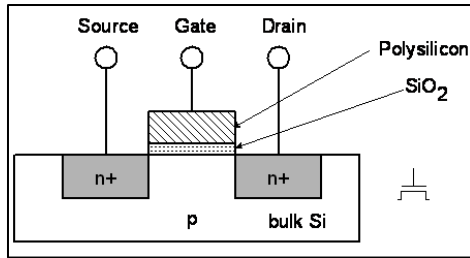 Source Gate Drain
Polysilicon
SiO2
n+ n+
p bulk Si